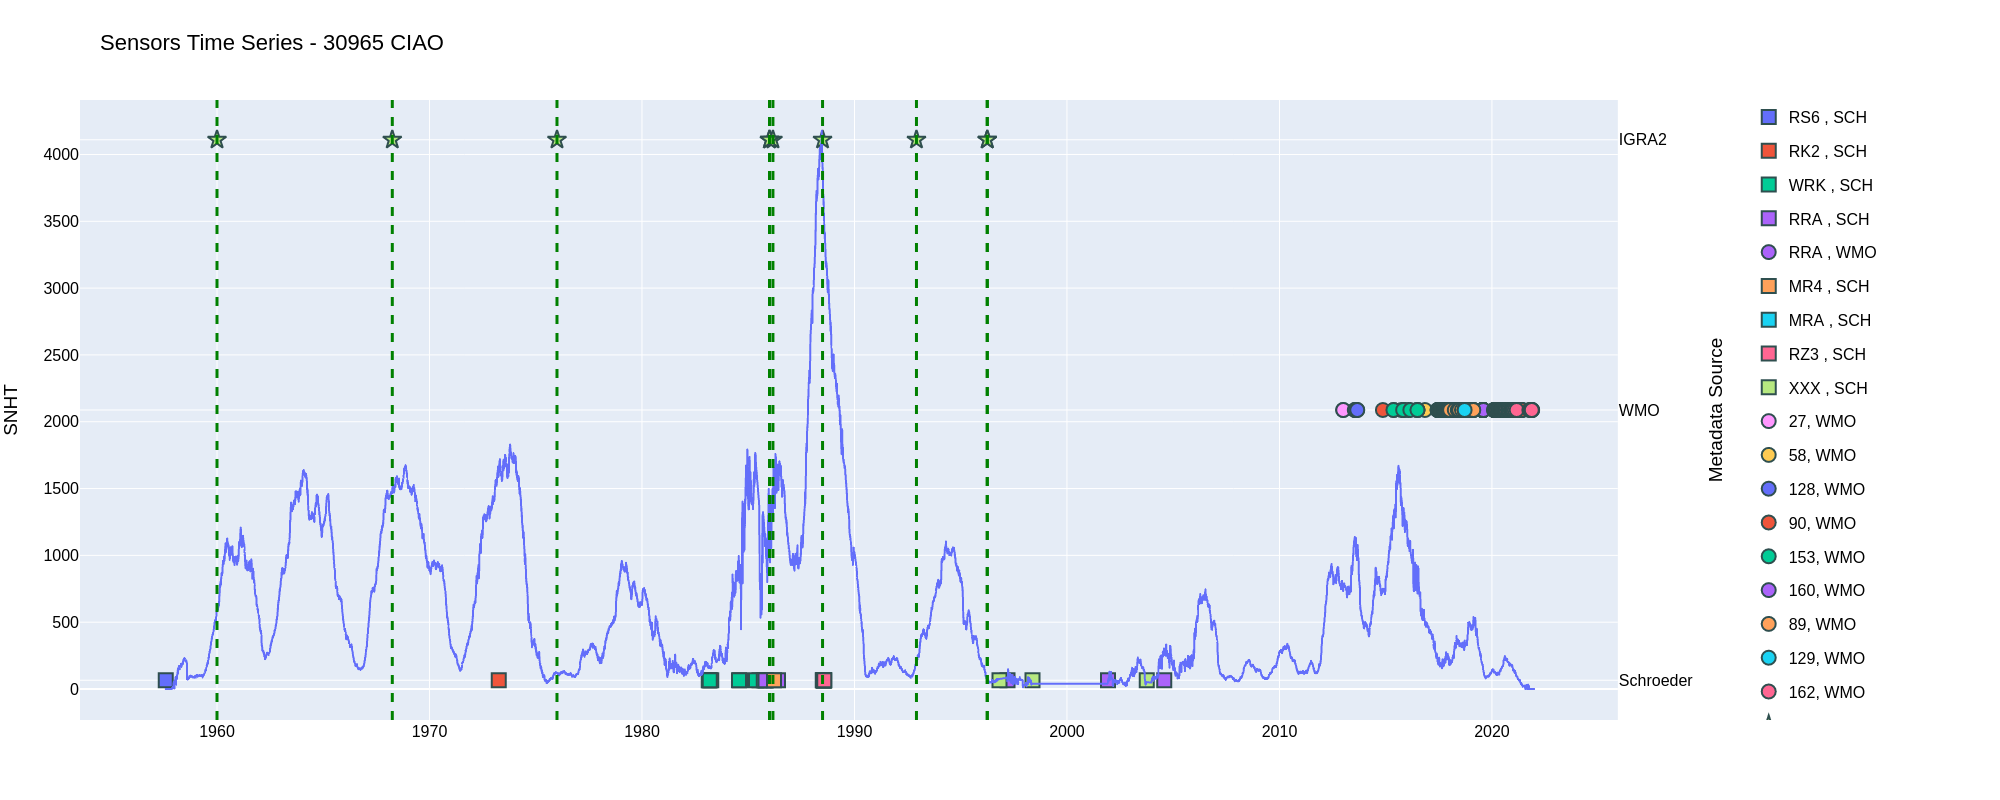 Sensors Time Series - 30965 CIAO
SNHT
4000
3500
3000
2500
2000
1500
1000
500
0
1960
1970
1980
1990
2000
2010
2020
IGRA2
WMO
Schroeder
Metadata Source
RS6 , SCH
RK2 , SCH
WRK , SCH
RRA , SCH
RRA , WMO
MR4 , SCH
MRA , SCH
RZ3 , SCH
XXX , SCH
27, WMO
58, WMO
128, WMO
90, WMO
153, WMO
160, WMO
89, WMO
129, WMO
162, WMO